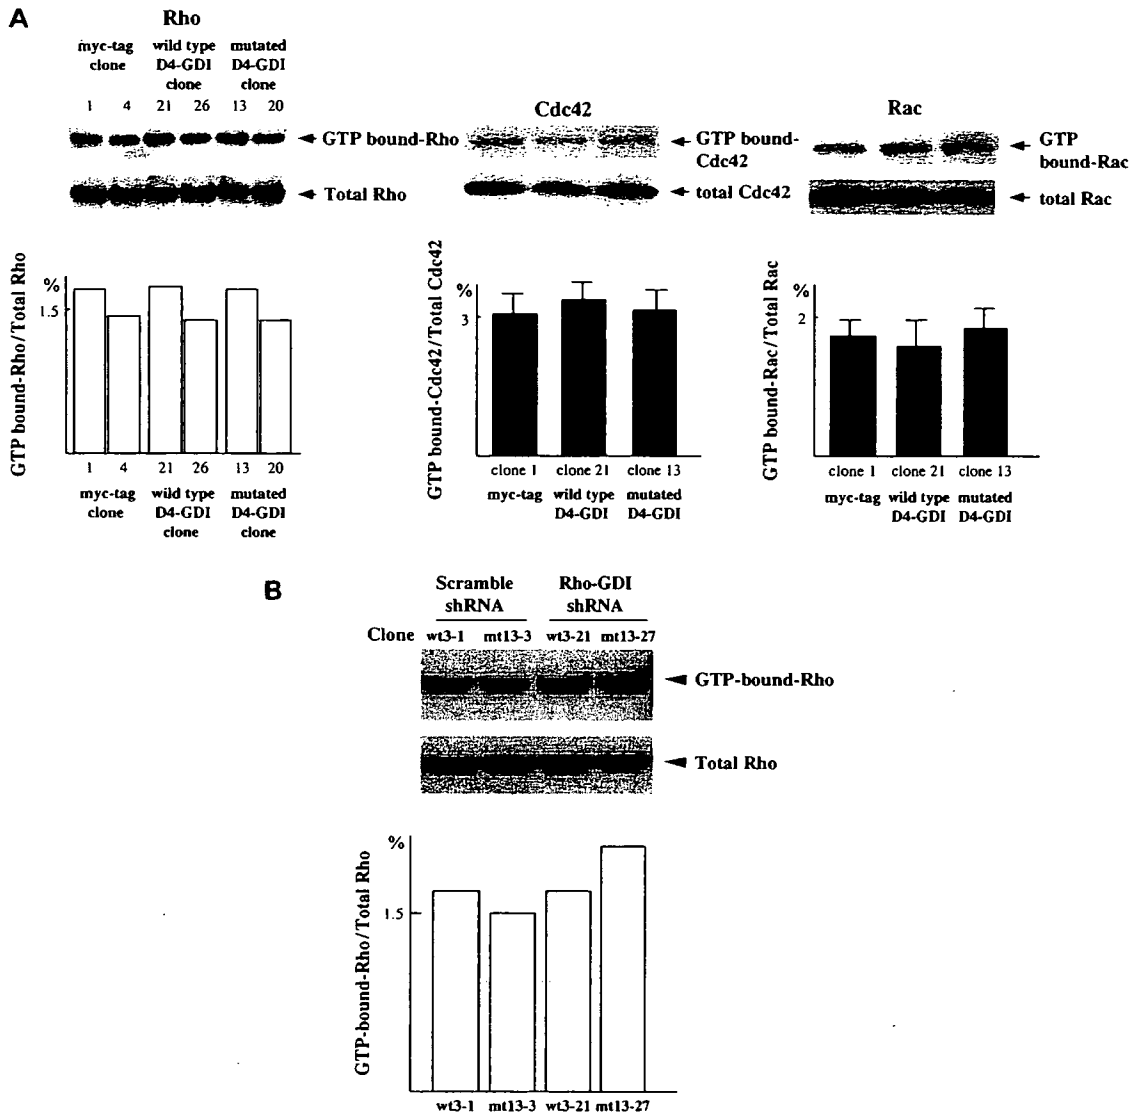 A
Rho
myc-tag
clone
wild type
D4-GDI
clone
mutated
D4-GDI
clone
1 4 21 26 13 20
GTP bound-Rho
Total Rho
Cdc42
GTP bound-
Cdc42
total Cdc42
Rac
GTP
bound-Rac
total Rac
GTP bound-Rho/Total Rho
%
1.5
1 4 21 26 13 20
myc-tag
clone
wild type
D4-GDI
clone
mutated
D4-GDI
clone
GTP bound-Cdc42/Total Cdc42
%
3
clone 1 clone 21 clone 13
myc-tag
wild type
D4-GDI
mutated
D4-GDI
GTP bound-Rac/Total Rac
%
2
clone 1 clone 21 clone 13
myc-tag
wild type
D4-GDI
mutated
D4-GDI
B
Scramble
shRNA
Rho-GDI
shRNA
Clone wt3-1 mt13-3 wt3-21 mt13-27
GTP-bound-Rho
Total Rho
GTP-bound-Rho/Total Rho
%
1.5
wt3-1 mt13-3 wt3-21 mt13-27